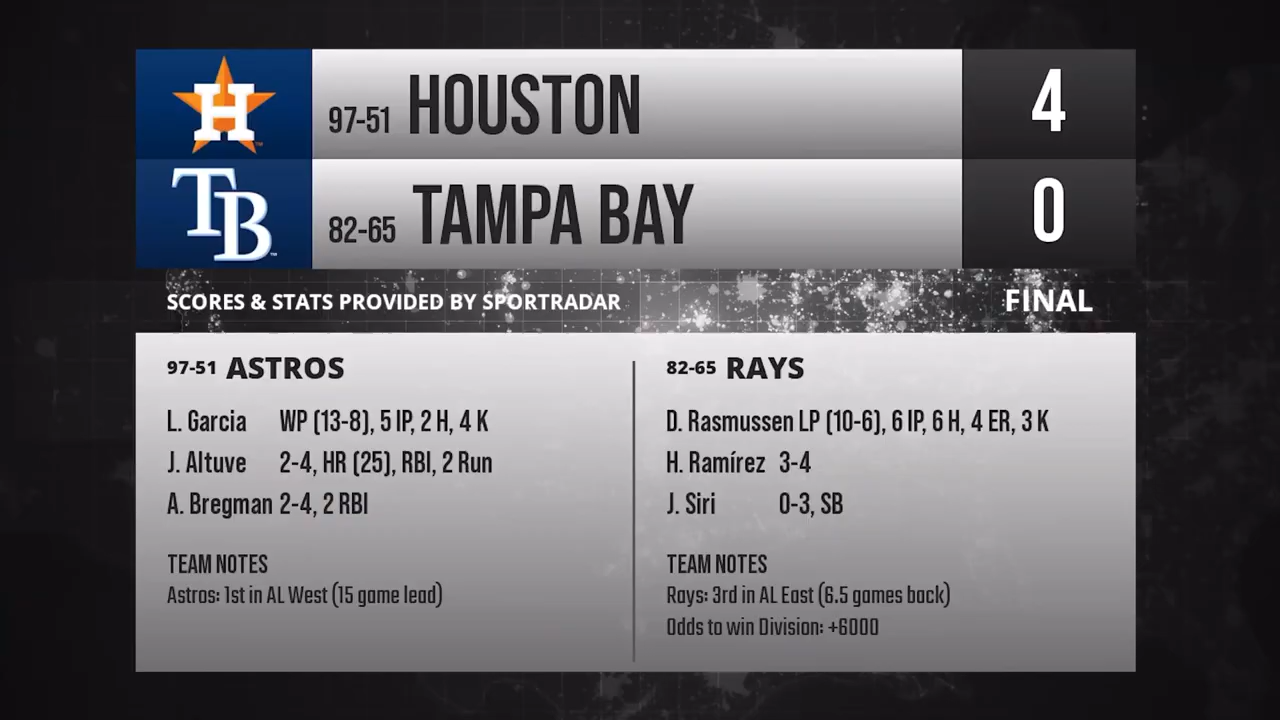 H
97-51 HOUSTON 4
TB
82-65 TAMPA BAY 0
SCORES & STATS PROVIDED BY SPORTRADAR FINAL
97-51 ASTROS
L. Garcia WP (13-8), 5 IP, 2 H, 4 K
J. Altuve 2-4, HR (25), RBI, 2 Run
A. Bregman 2-4, 2 RBI
TEAM NOTES
Astros: 1st in AL West (15 game lead)
82-65 RAYS
D. Rasmussen LP (10-6), 6 IP, 6 H, 4 ER, 3 K
H. Ramírez 3-4
J. Siri 0-3, SB
TEAM NOTES
Rays: 3rd in AL East (6.5 games back)
Odds to win Division: +6000